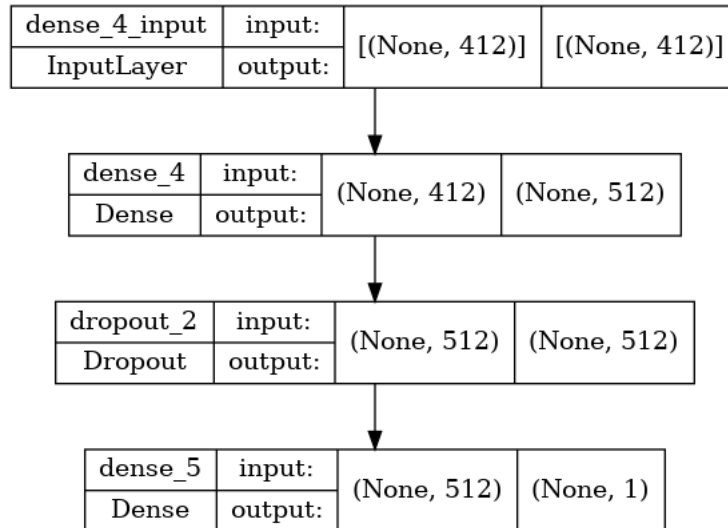 dense_4_input input: [(None, 412)] [(None, 412)]
InputLayer output:
dense_4 input: (None, 412) (None, 512)
Dense output:
dropout_2 input: (None, 512) (None, 512)
Dropout output:
dense_5 input: (None, 512) (None, 1)
Dense output: